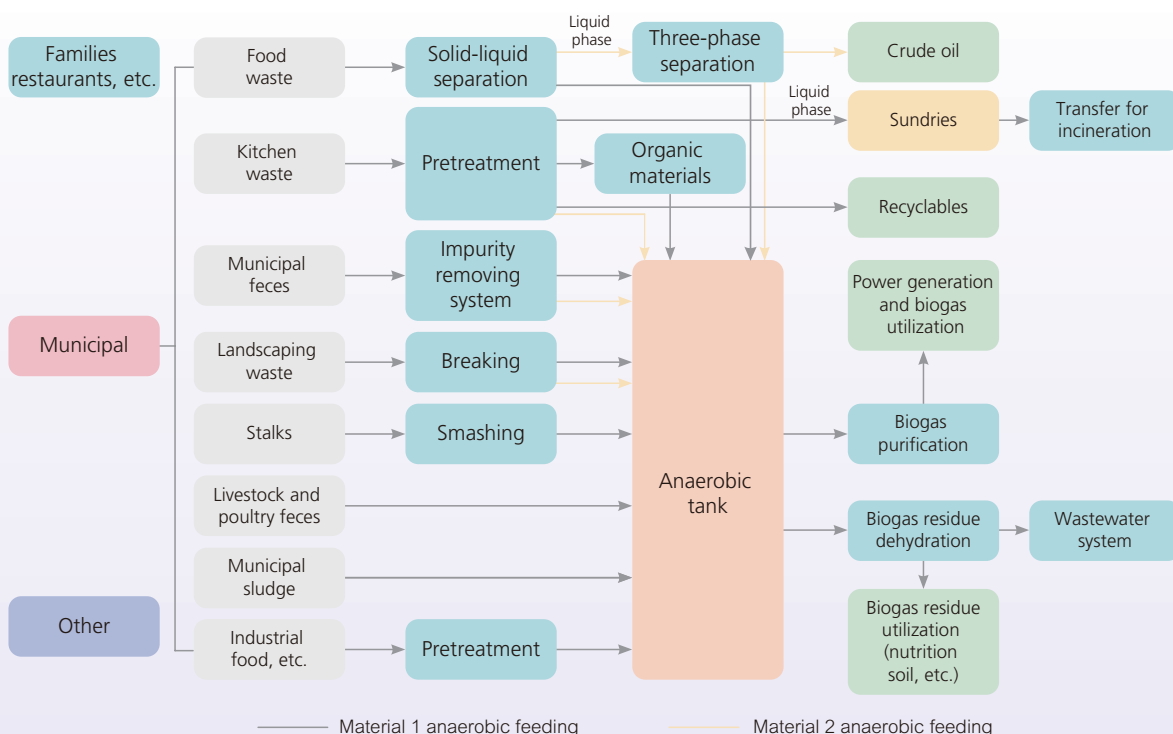 Families
restaurants, etc.
Municipal
Other
Food
waste
Kitchen
waste
Municipal
feces
Landscaping
waste
Stalks
Livestock and
poultry feces
Municipal
sludge
Industrial
food, etc.
Solid-liquid
separation
Pretreatment
Impurity
removing
system
Breaking
Smashing
Pretreatment
Liquid
phase
Three-phase
separation
Organic
materials
Anaerobic
tank
Liquid
phase
Crude oil
Sundries
Transfer for
incineration
Recyclables
Power generation
and biogas
utilization
Biogas
purification
Biogas residue
dehydration
Wastewater
system
Biogas residue
utilization
(nutrition
soil, etc.)
Material 1 anaerobic feeding
Material 2 anaerobic feeding